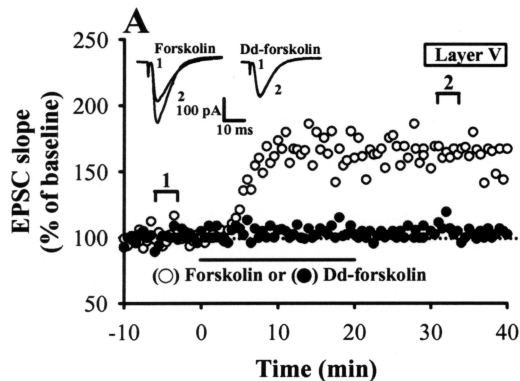 A
Forskolin
Dd-forskolin
1
2
1
2
100 pA
10 ms
Layer V
2
1
EPSC slope
(% of baseline)
250
200
150
100
50
(○) Forskolin or (●) Dd-forskolin
-10 0 10 20 30 40
Time (min)